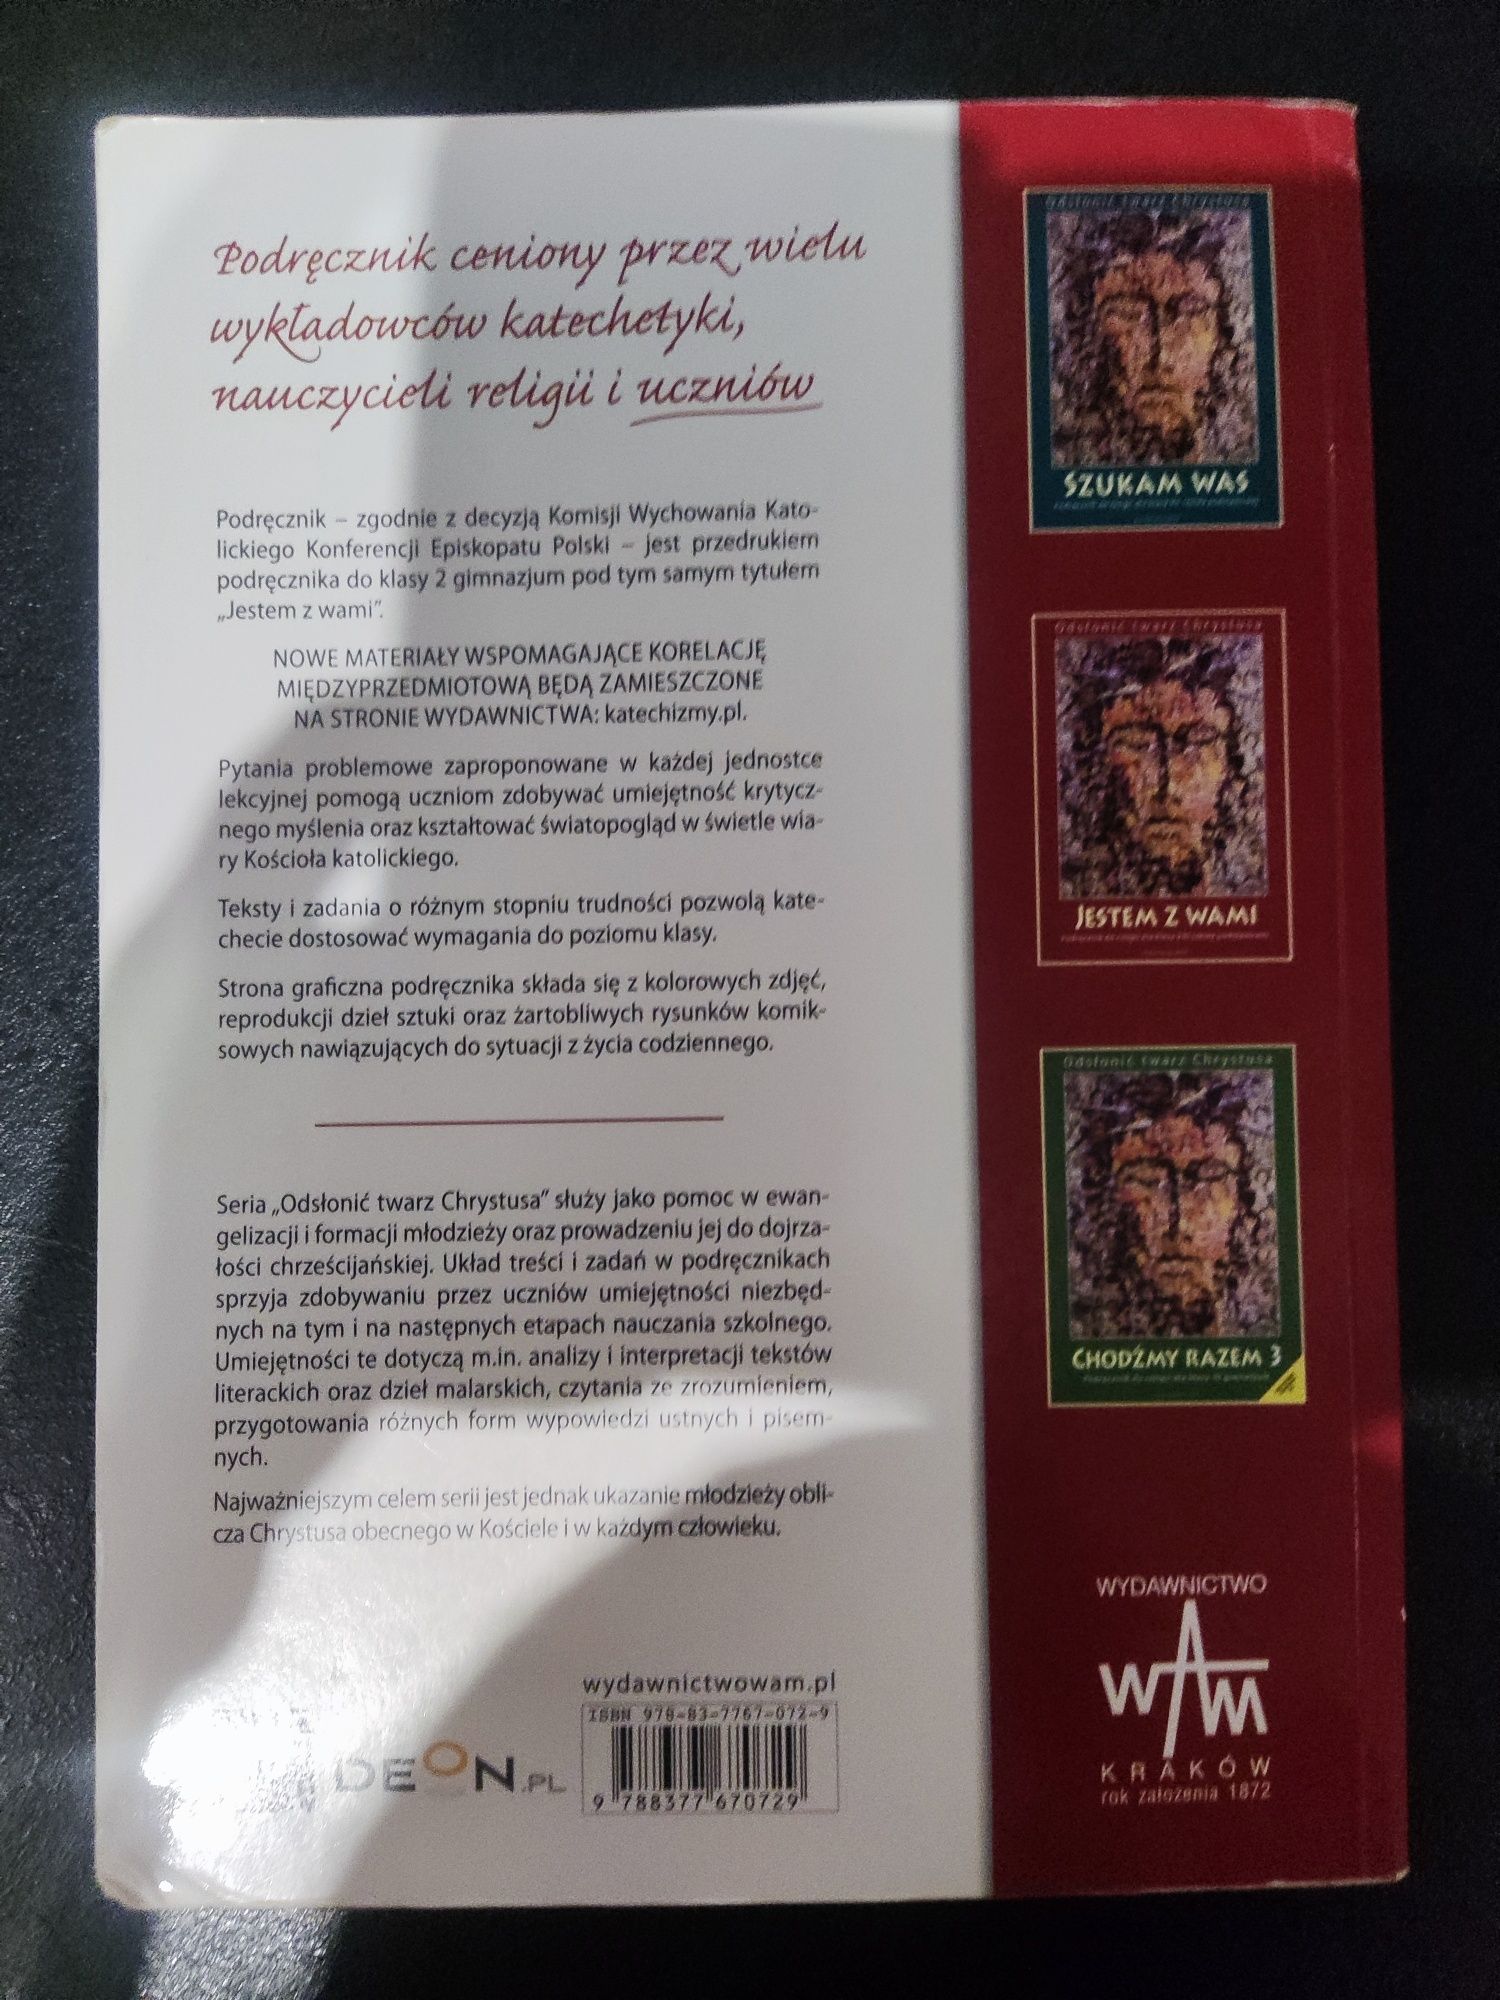 Podręcznik ceniony przez wielu
wykładowców katechetyki,
nauczycieli religii i uczniów
Podręcznik – zgodnie z decyzją Komisji Wychowania Kato-
lickiego Konferencji Episkopatu Polski – jest przedrukiem
podręcznika do klasy 2 gimnazjum pod tym samym tytułem
„Jestem z wami”.
NOWE MATERIAŁY WSPOMAGAJĄCE KORELACJĘ
MIĘDZYPRZEDMIOTOWĄ BĘDĄ ZAMIESZCZONE
NA STRONIE WYDAWNICTWA: katechizmy.pl.
Pytania problemowe zaproponowane w każdej jednostce
lekcyjnej pomogą uczniom zdobywać umiejętność krytycz-
nego myślenia oraz kształtować światopogląd w świetle wia-
ry Kościoła katolickiego.
Teksty i zadania o różnym stopniu trudności pozwolą kate-
checie dostosować wymagania do poziomu klasy.
Strona graficzna podręcznika składa się z kolorowych zdjęć,
reprodukcji dzieł sztuki oraz żartobliwych rysunków komik-
sowych nawiązujących do sytuacji z życia codziennego.
Seria „Odsłonić twarz Chrystusa” służy jako pomoc w ewan-
gelizacji i formacji młodzieży oraz prowadzeniu jej do dojrza-
łości chrześcijańskiej. Układ treści i zadań w podręcznikach
sprzyja zdobywaniu przez uczniów umiejętności niezbęd-
nych na tym i na następnych etapach nauczania szkolnego.
Umiejętności te dotyczą m.in. analizy i interpretacji tekstów
literackich oraz dzieł malarskich, czytania ze zrozumieniem,
przygotowania różnych form wypowiedzi ustnych i pisem-
nych.
Najważniejszym celem serii jest jednak ukazanie młodzieży obli-
cza Chrystusa obecnego w Kościele i w każdym człowieku.
wydawnictwowam.pl
ISBN 978-83-7767-072-9
9 788377 670729
DEON.PL
Odsłonić twarz Chrystusa
SZUKAM WAS
Odsłonić twarz Chrystusa
JESTEM Z WAMI
Odsłonić twarz Chrystusa
CHODŹMY RAZEM 3
WYDAWNICTWO
WAM
KRAKÓW
rok założenia 1872